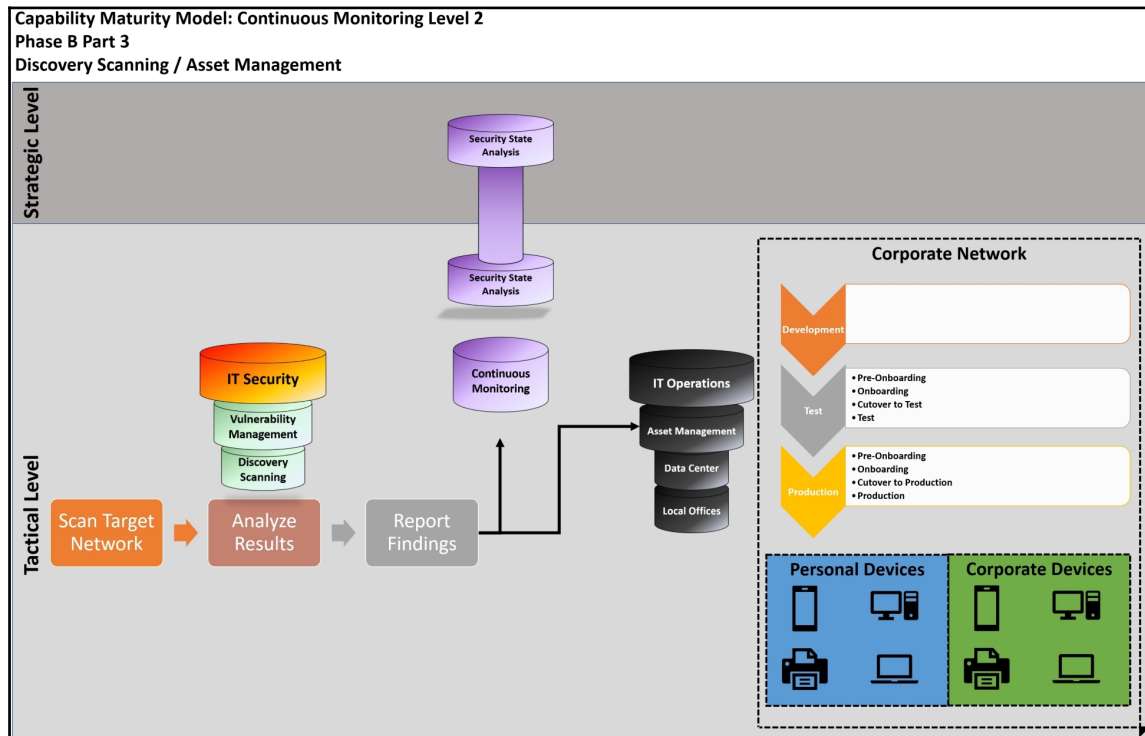 Capability Maturity Model: Continuous Monitoring Level 2
Phase B Part 3
Discovery Scanning / Asset Management
Strategic Level
Security State
Analysis
Security State
Analysis
Tactical Level
IT Security
Vulnerability
Management
Discovery
Scanning
Continuous
Monitoring
IT Operations
Asset Management
Data Center
Local Offices
Scan Target
Network
Analyze
Results
Report
Findings
Corporate Network
Development
Test
• Pre-Onboarding
• Onboarding
• Cutover to Test
• Test
Production
• Pre-Onboarding
• Onboarding
• Cutover to Production
• Production
Personal Devices
Corporate Devices